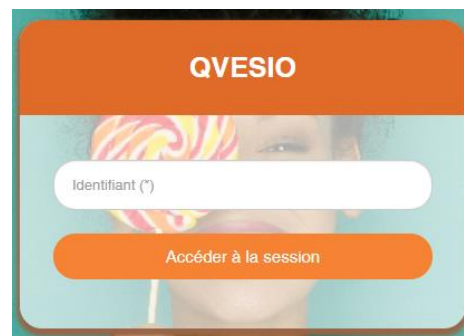 QVESIO
Identifiant (*)
Accéder à la session